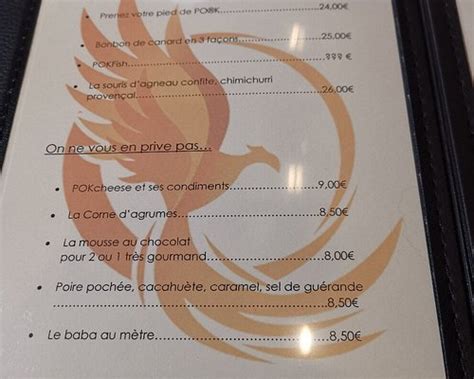 • Prenez votre pied de PO®K...................24,00€
• Bonbon de canard en 3 façons.................25,00€
• POKFish.................................................??? €
• La souris d'agneau confite, chimichurri
provençal...............................................26,00€
On ne vous en prive pas...
• POKcheese et ses condiments...................9,00€
• La Corne d'agrumes...............................8,50€
• La mousse au chocolat
pour 2 ou 1 très gourmand.......................8,00€
• Poire pochée, cacahuète, caramel, sel de guérande
...............................................................8,50€
• Le baba au mètre....................................8,50€